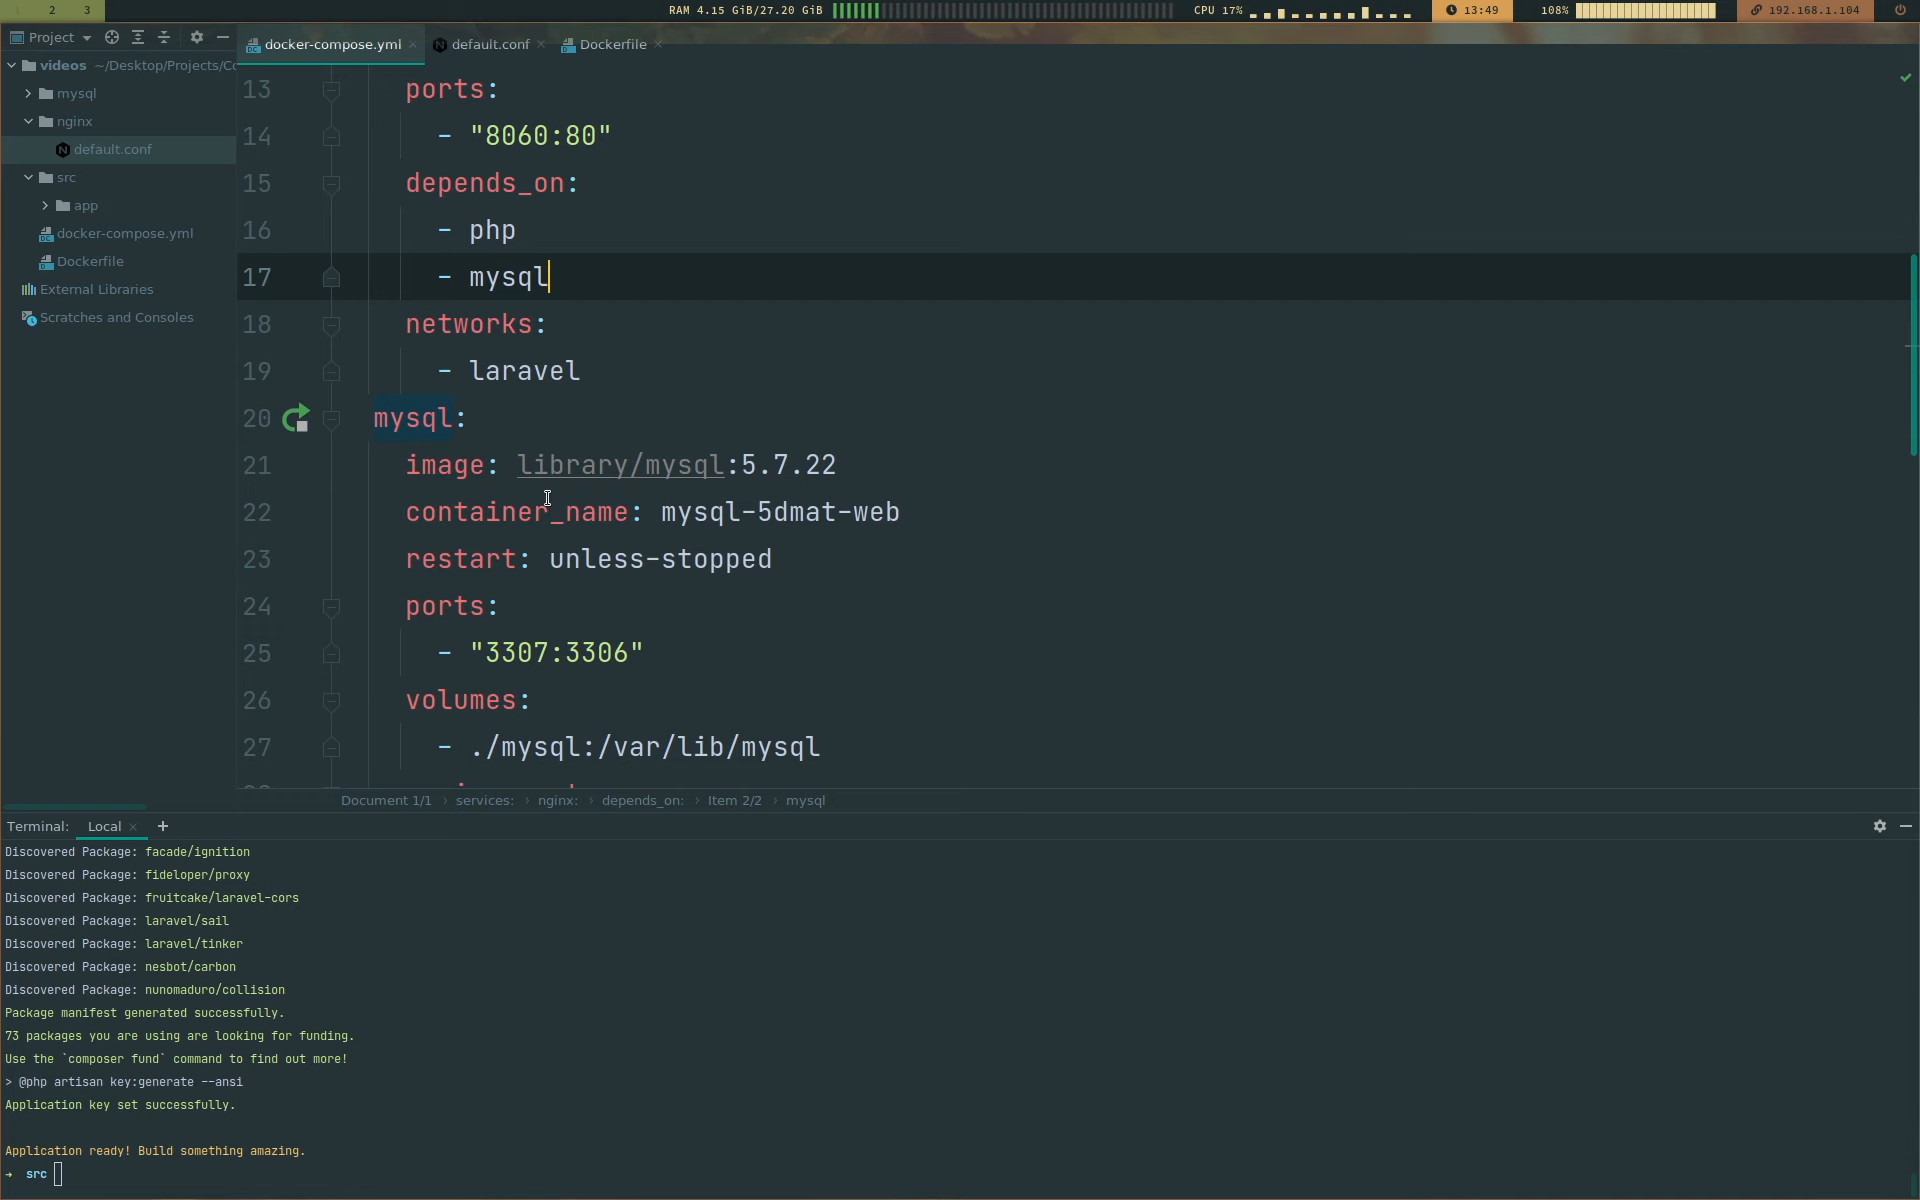 1 2 3 RAM 4.15 GiB/27.20 GiB CPU 17% 13:49 108% 192.168.1.104
Project docker-compose.yml default.conf Dockerfile
videos ~/Desktop/Projects/Co
mysql
nginx
default.conf
src
app
docker-compose.yml
Dockerfile
External Libraries
Scratches and Consoles
13 ports:
14 - "8060:80"
15 depends_on:
16 - php
17 - mysql
18 networks:
19 - laravel
20 mysql:
21 image: library/mysql:5.7.22
22 container_name: mysql-5dmat-web
23 restart: unless-stopped
24 ports:
25 - "3307:3306"
26 volumes:
27 - ./mysql:/var/lib/mysql
Document 1/1 › services: › nginx: › depends_on: › Item 2/2 › mysql
Terminal: Local +
Discovered Package: facade/ignition
Discovered Package: fideloper/proxy
Discovered Package: fruitcake/laravel-cors
Discovered Package: laravel/sail
Discovered Package: laravel/tinker
Discovered Package: nesbot/carbon
Discovered Package: nunomaduro/collision
Package manifest generated successfully.
73 packages you are using are looking for funding.
Use the `composer fund` command to find out more!
> @php artisan key:generate --ansi
Application key set successfully.
Application ready! Build something amazing.
→ src